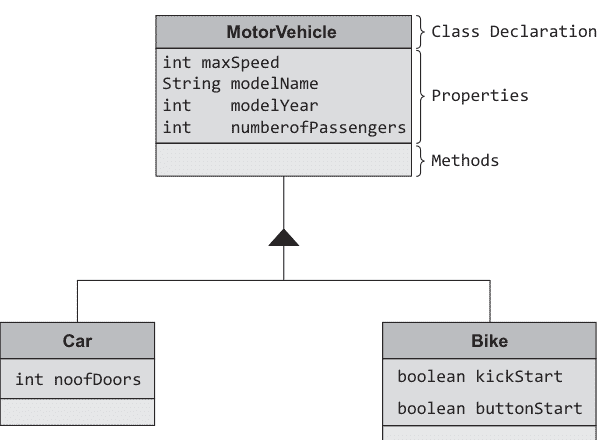 MotorVehicle
Class Declaration
int maxSpeed
String modelName
int modelYear
int numberofPassengers
Properties
Methods
Car
int noofDoors
Bike
boolean kickStart
boolean buttonStart